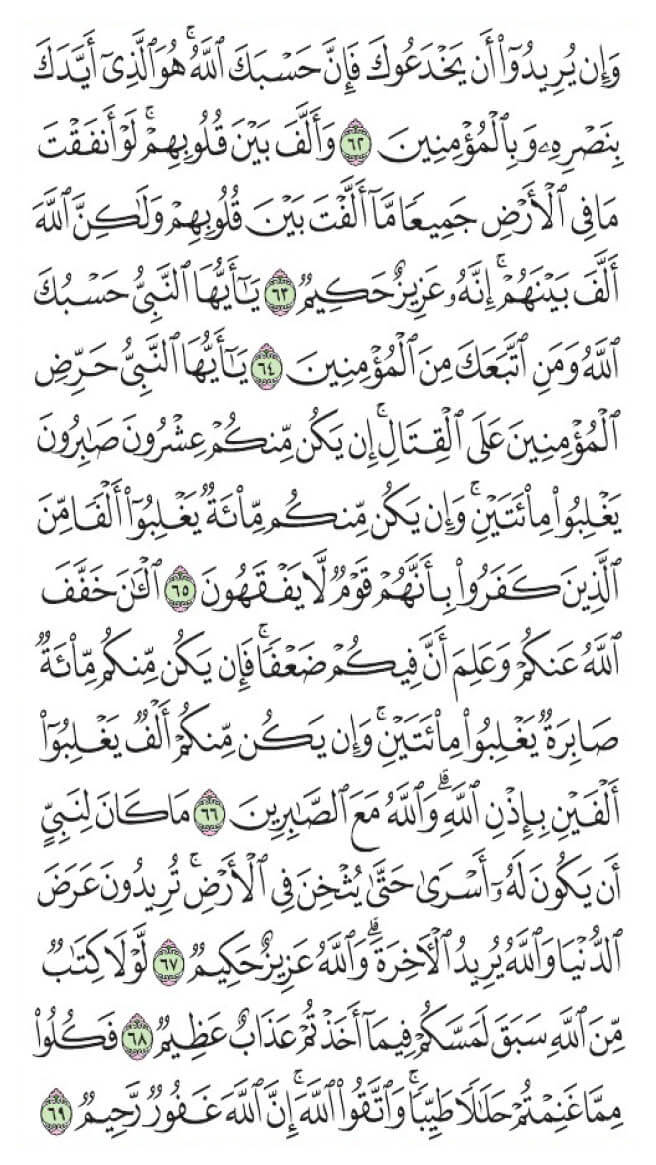 وَإِن يُرِيدُوٓا۟ أَن يَخْدَعُوكَ فَإِنَّ حَسْبَكَ ٱللَّهُ ۚ هُوَ ٱلَّذِىٓ أَيَّدَكَ
بِنَصْرِهِۦ وَبِٱلْمُؤْمِنِينَ ٦٢ وَأَلَّفَ بَيْنَ قُلُوبِهِمْ ۚ لَوْ أَنفَقْتَ
مَا فِى ٱلْأَرْضِ جَمِيعًا مَّآ أَلَّفْتَ بَيْنَ قُلُوبِهِمْ وَلَٰكِنَّ ٱللَّهَ
أَلَّفَ بَيْنَهُمْ ۚ إِنَّهُۥ عَزِيزٌ حَكِيمٌ ٦٣ يَٰٓأَيُّهَا ٱلنَّبِىُّ حَسْبُكَ
ٱللَّهُ وَمَنِ ٱتَّبَعَكَ مِنَ ٱلْمُؤْمِنِينَ ٦٤ يَٰٓأَيُّهَا ٱلنَّبِىُّ حَرِّضِ
ٱلْمُؤْمِنِينَ عَلَى ٱلْقِتَالِ ۚ إِن يَكُن مِّنكُمْ عِشْرُونَ صَٰبِرُونَ
يَغْلِبُوا۟ مِا۟ئَتَيْنِ ۚ وَإِن يَكُن مِّنكُم مِّا۟ئَةٌ يَغْلِبُوٓا۟ أَلْفًا مِّنَ
ٱلَّذِينَ كَفَرُوا۟ بِأَنَّهُمْ قَوْمٌ لَّا يَفْقَهُونَ ٦٥ ٱلْـَٰٔنَ خَفَّفَ
ٱللَّهُ عَنكُمْ وَعَلِمَ أَنَّ فِيكُمْ ضَعْفًا ۚ فَإِن يَكُن مِّنكُم مِّا۟ئَةٌ
صَابِرَةٌ يَغْلِبُوا۟ مِا۟ئَتَيْنِ ۚ وَإِن يَكُن مِّنكُمْ أَلْفٌ يَغْلِبُوٓا۟
أَلْفَيْنِ بِإِذْنِ ٱللَّهِ ۗ وَٱللَّهُ مَعَ ٱلصَّٰبِرِينَ ٦٦ مَا كَانَ لِنَبِىٍّ
أَن يَكُونَ لَهُۥٓ أَسْرَىٰ حَتَّىٰ يُثْخِنَ فِى ٱلْأَرْضِ ۚ تُرِيدُونَ عَرَضَ
ٱلدُّنْيَا وَٱللَّهُ يُرِيدُ ٱلْءَاخِرَةَ ۗ وَٱللَّهُ عَزِيزٌ حَكِيمٌ ٦٧ لَّوْلَا كِتَٰبٌ
مِّنَ ٱللَّهِ سَبَقَ لَمَسَّكُمْ فِيمَآ أَخَذْتُمْ عَذَابٌ عَظِيمٌ ٦٨ فَكُلُوا۟
مِمَّا غَنِمْتُمْ حَلَٰلًا طَيِّبًا ۚ وَٱتَّقُوا۟ ٱللَّهَ ۚ إِنَّ ٱللَّهَ غَفُورٌ رَّحِيمٌ ٦٩